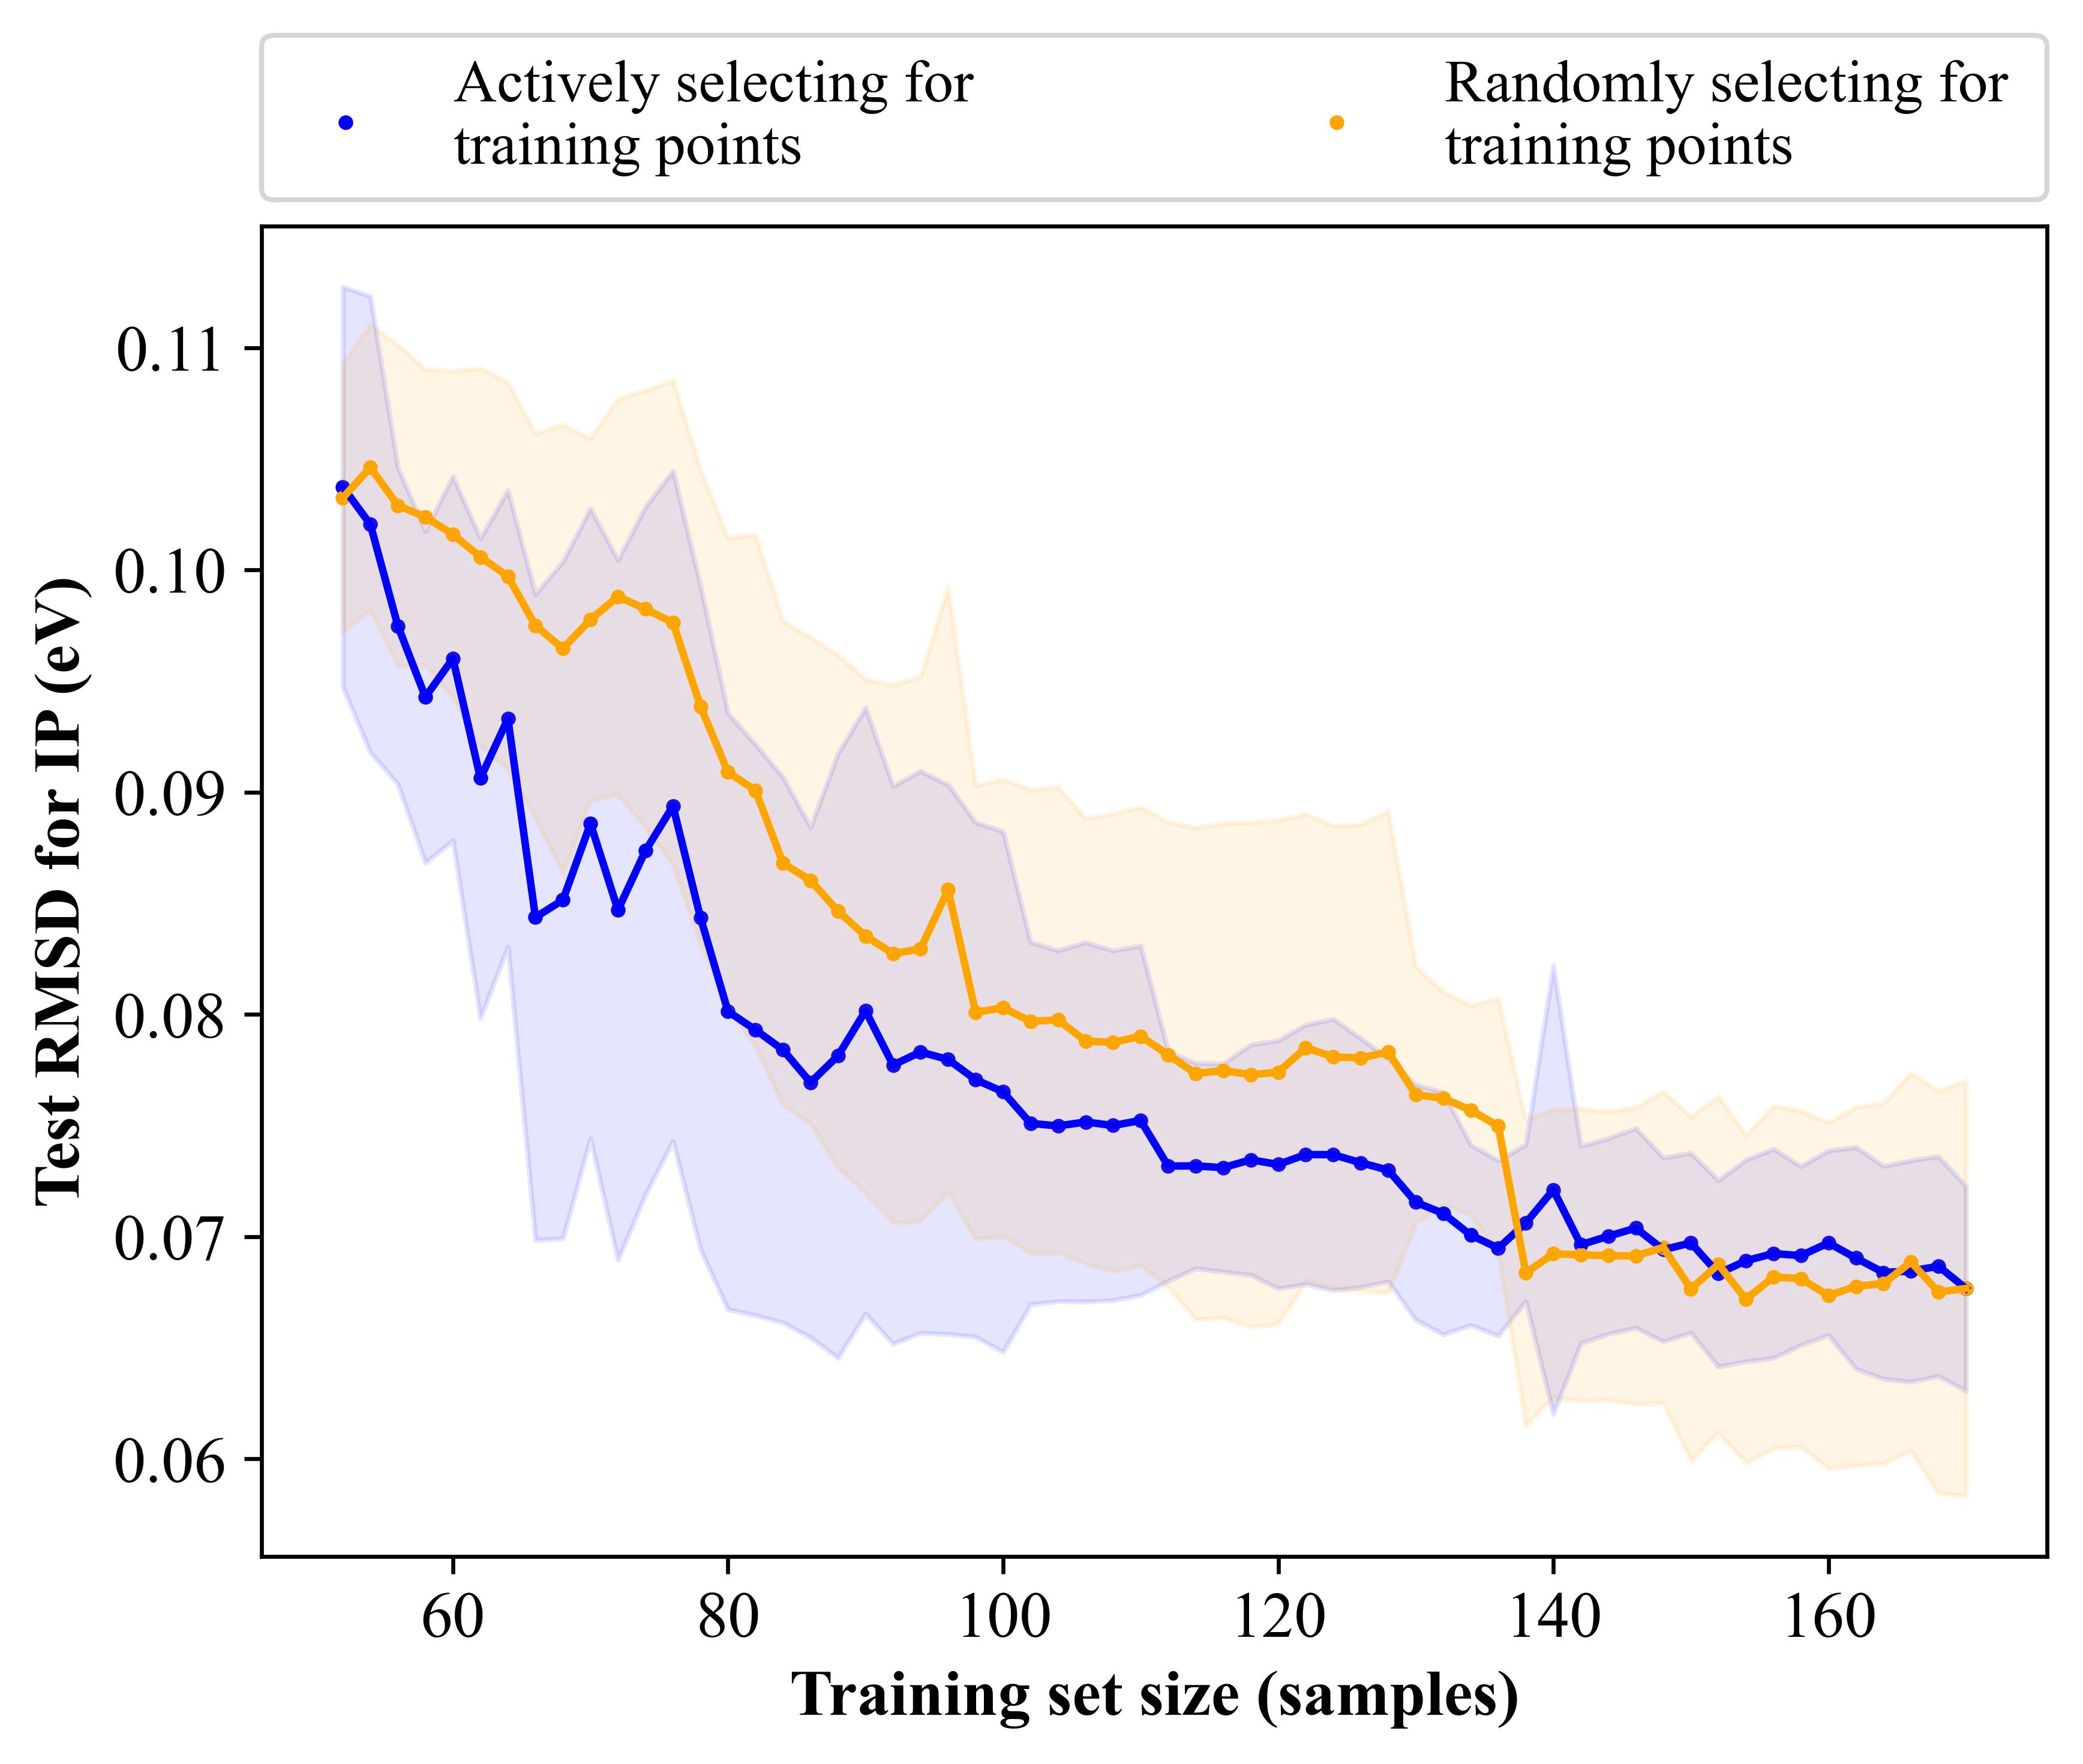 Actively selecting for
training points
Randomly selecting for
training points
0.11
0.10
0.09
0.08
0.07
0.06
Test RMSD for IP (eV)
60 80 100 120 140 160
Training set size (samples)